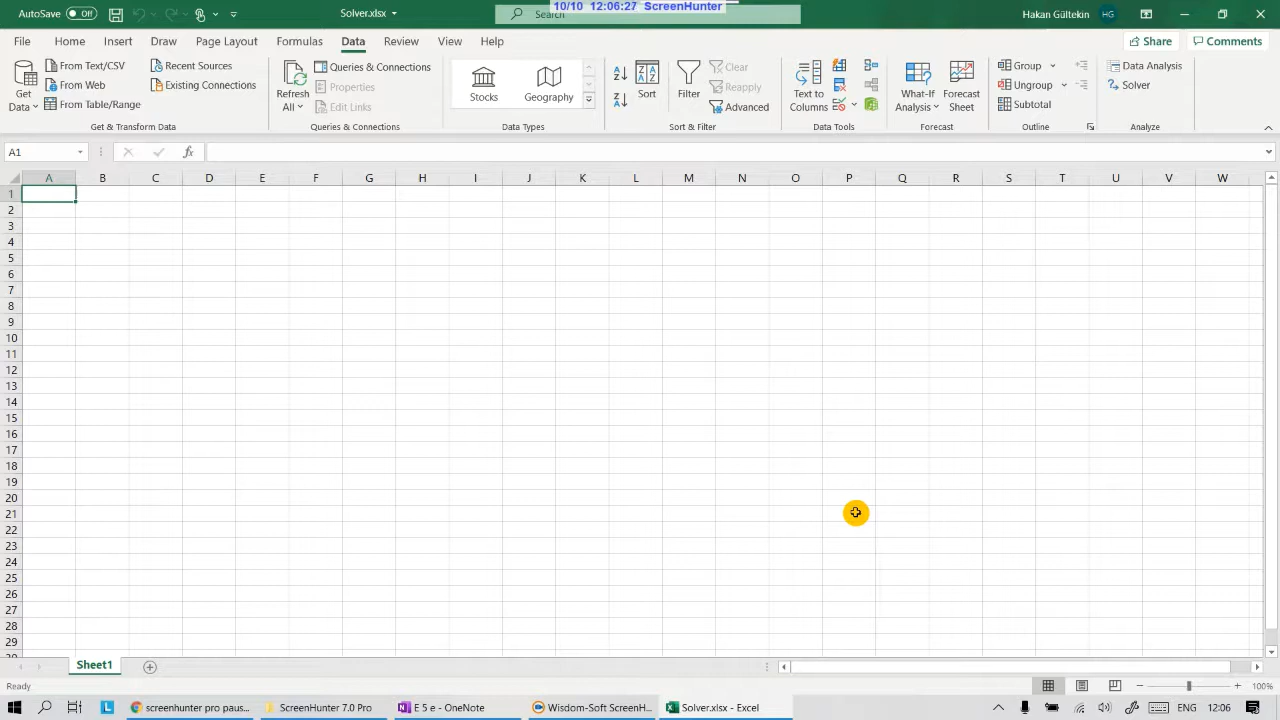 10/10 12:06:27 ScreenHunter
AutoSave Off Solver.xlsx Search Hakan Gültekin HG
File Home Insert Draw Page Layout Formulas Data Review View Help Share Comments
From Text/CSV Recent Sources
From Web Existing Connections
From Table/Range
Data
Get & Transform Data
Refresh All
Queries & Connections
Properties
Edit Links
Queries & Connections
Stocks Geography
Data Types
Sort Filter
Clear
Reapply
Advanced
Sort & Filter
Text to Columns
Data Tools
What-If Analysis
Forecast Sheet
Forecast
Group
Ungroup
Subtotal
Outline
Data Analysis
Solver
Analyze
A1 fx
A B C D E F G H I J K L M N O P Q R S T U V W
1
2
3
4
5
6
7
8
9
10
11
12
13
14
15
16
17
18
19
20
21
22
23
24
25
26
27
28
29
Sheet1
Ready 100%
screenhunter pro paus... ScreenHunter 7.0 Pro E 5 e - OneNote Wisdom-Soft ScreenH... Solver.xlsx - Excel ENG 12:06